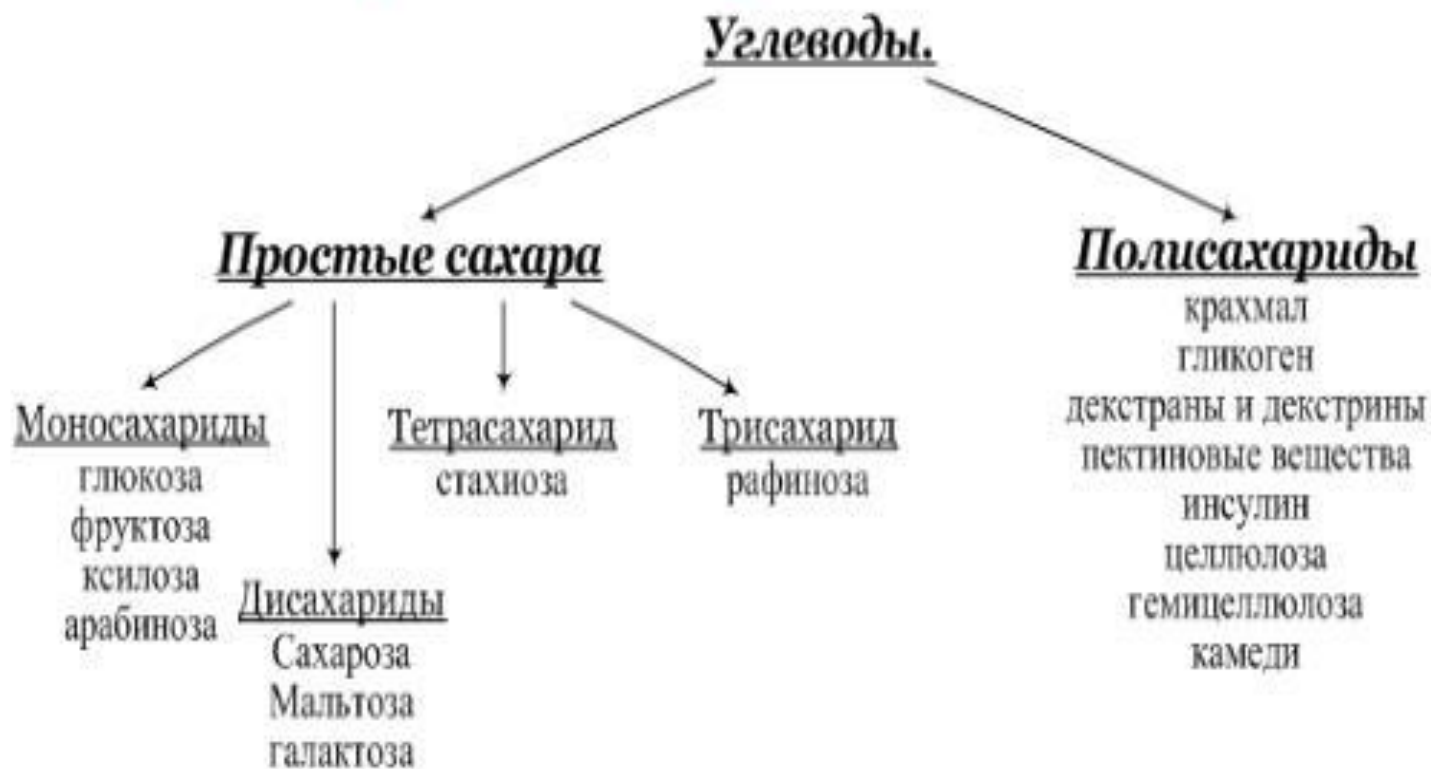 Углеводы.
Простые сахара
Полисахариды
крахмал
гликоген
декстраны и декстрины
пектиновые вещества
инсулин
целлюлоза
гемицеллюлоза
камеди
Моносахариды
глюкоза
фруктоза
ксилоза
арабиноза
Дисахариды
Сахароза
Мальтоза
галактоза
Тетрасахарид
стахиоза
Трисахарид
рафиноза